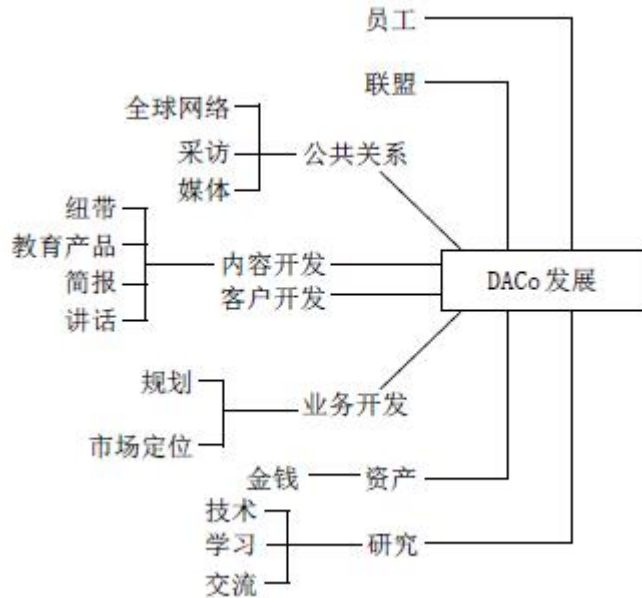 员工
联盟
全球网络
采访
媒体
公共关系
纽带
教育产品
简报
讲话
内容开发
客户开发
DACo 发展
规划
市场定位
业务开发
金钱
资产
技术
学习
交流
研究